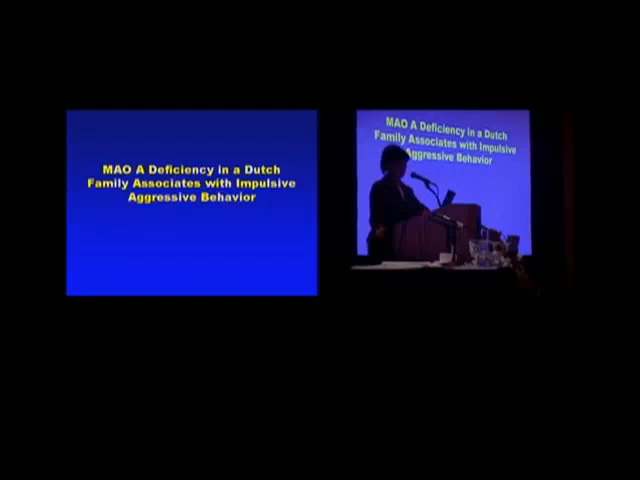 MAO A Deficiency in a Dutch
Family Associates with Impulsive
Aggressive Behavior
MAO A Deficiency in a Dutch
Family Associates with Impulsive
Aggressive Behavior